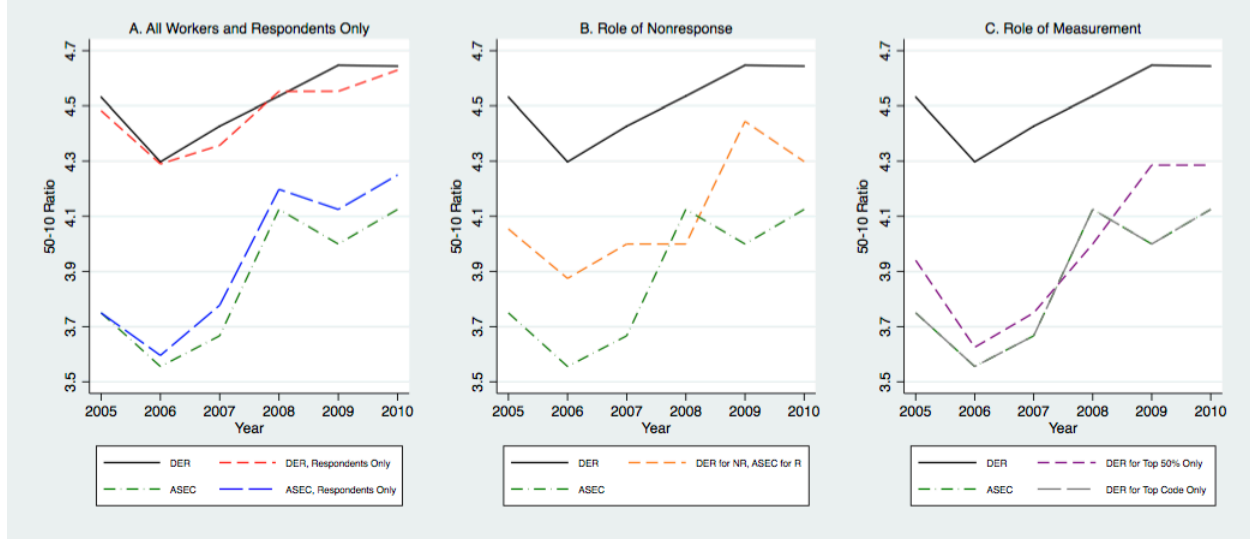 A. All Workers and Respondents Only
50-10 Ratio
4.7
4.5
4.3
4.1
3.9
3.7
3.5
2005 2006 2007 2008 2009 2010
Year
DER DER, Respondents Only
ASEC ASEC, Respondents Only
B. Role of Nonresponse
50-10 Ratio
4.7
4.5
4.3
4.1
3.9
3.7
3.5
2005 2006 2007 2008 2009 2010
Year
DER DER for NR, ASEC for R
ASEC
C. Role of Measurement
50-10 Ratio
4.7
4.5
4.3
4.1
3.9
3.7
3.5
2005 2006 2007 2008 2009 2010
Year
DER DER for Top 50% Only
ASEC DER for Top Code Only